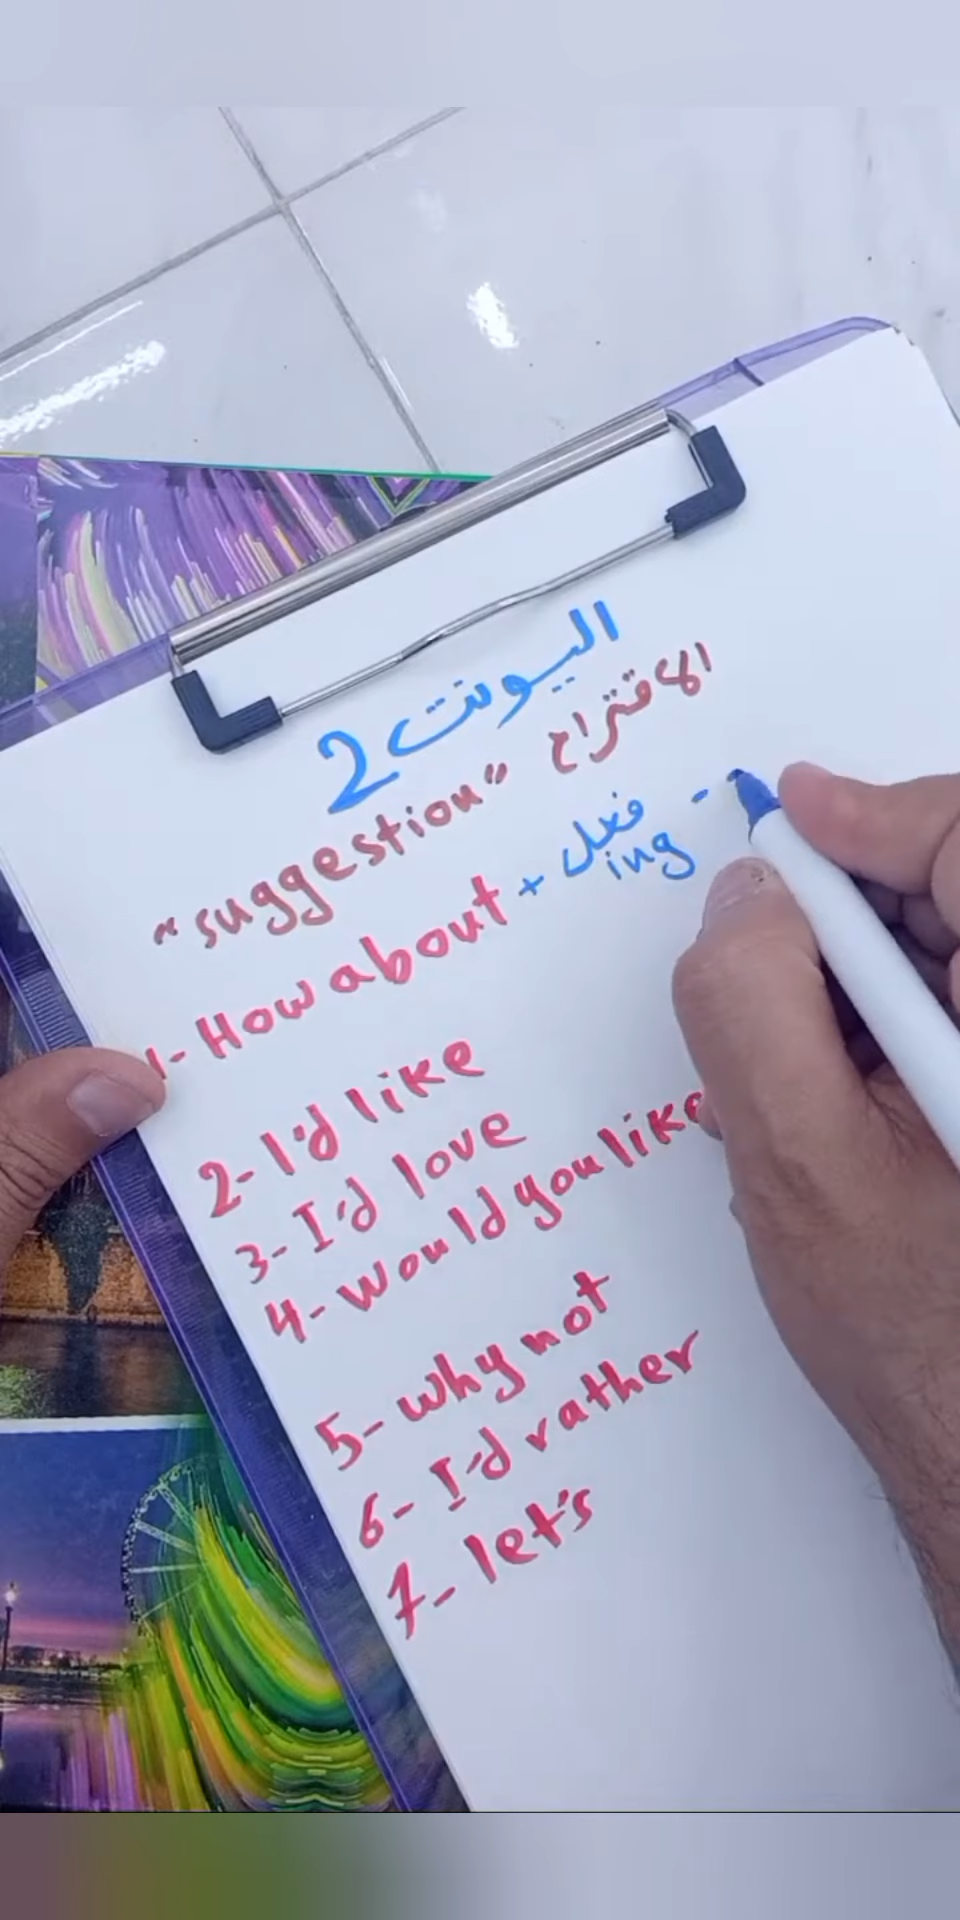 اليونت 2
"suggestion" الاقتراح
1- How about + فعل ing -
2- I'd like
3- I'd love
4- Would you like
5- why not
6- I'd rather
7- let's